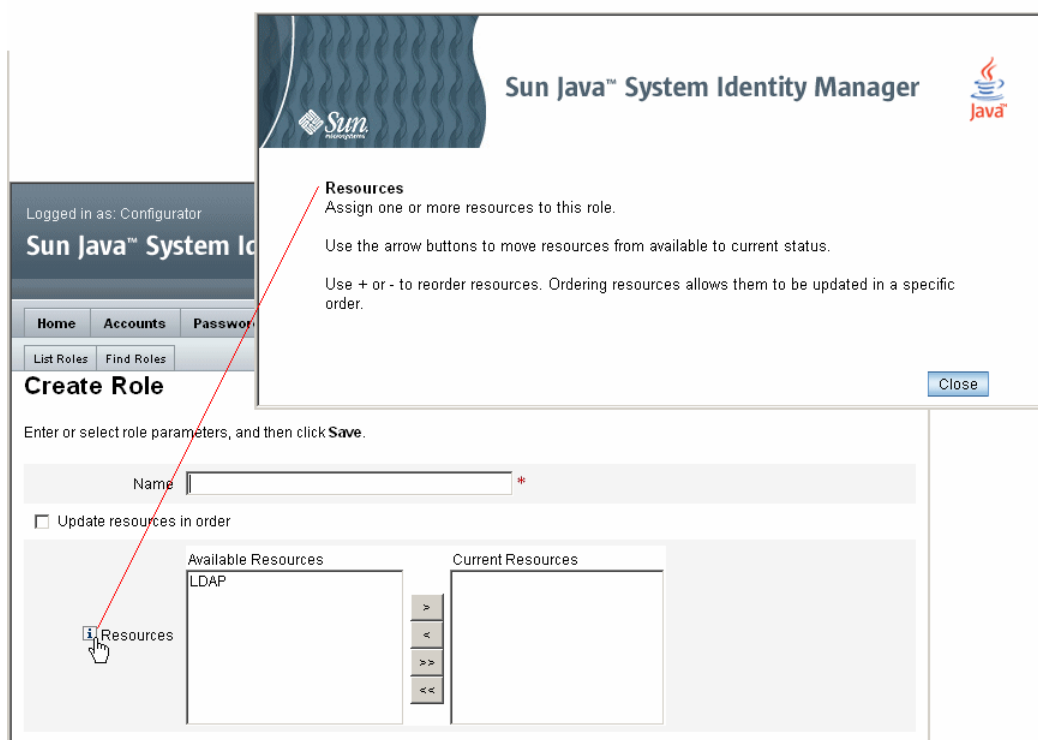 Sun
microsystems
Sun Java™ System Identity Manager
Java™
Resources
Assign one or more resources to this role.
Use the arrow buttons to move resources from available to current status.
Use + or - to reorder resources. Ordering resources allows them to be updated in a specific
order.
Close
Logged in as: Configurator
Sun Java™ System Id
Home Accounts Passwor
List Roles Find Roles
Create Role
Enter or select role parameters, and then click Save.
Name *
Update resources in order
Available Resources Current Resources
LDAP
i Resources
>
<
>>
<<